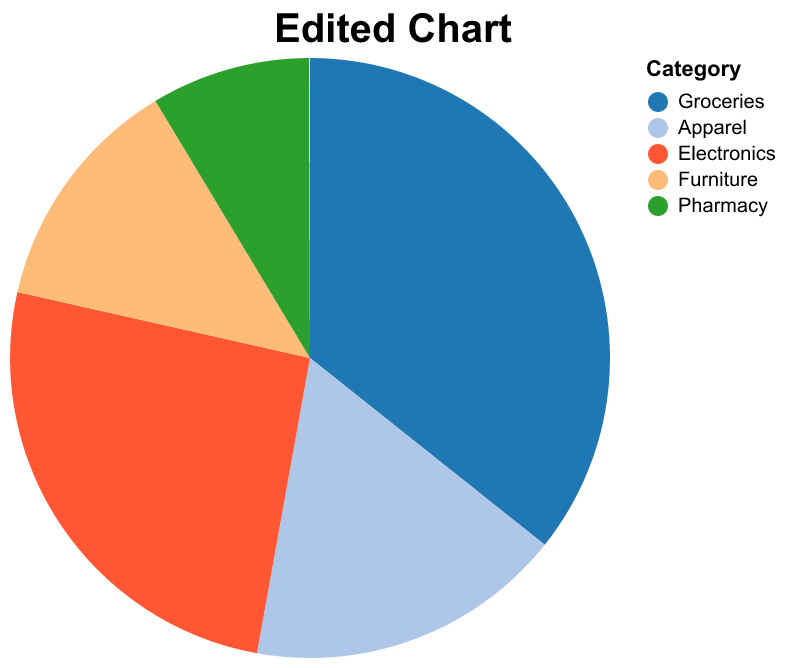 Edited Chart
Category
Groceries
Apparel
Electronics
Furniture
Pharmacy